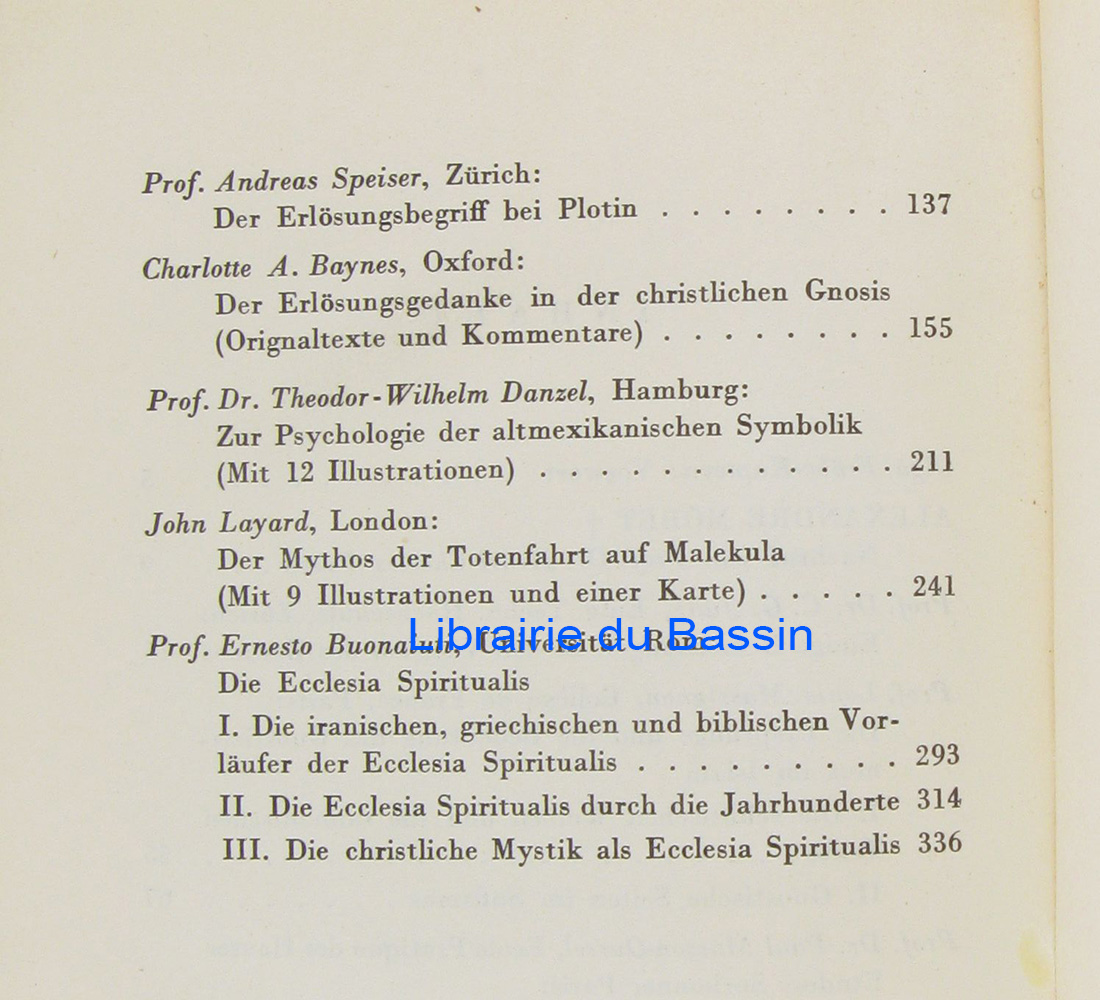 Prof. Andreas Speiser, Zürich:
Der Erlösungsbegriff bei Plotin . . . . . . . . 137
Charlotte A. Baynes, Oxford:
Der Erlösungsgedanke in der christlichen Gnosis
(Orignaltexte und Kommentare) . . . . . . . . 155
Prof. Dr. Theodor-Wilhelm Danzel, Hamburg:
Zur Psychologie der altmexikanischen Symbolik
(Mit 12 Illustrationen) . . . . . . . . . . . . . 211
John Layard, London:
Der Mythos der Totenfahrt auf Malekula
(Mit 9 Illustrationen und einer Karte) . . . . . 241
Prof. Ernesto Buonaiuti, Universität Rom
Librairie du Bassin
Die Ecclesia Spiritualis
I. Die iranischen, griechischen und biblischen Vor-
läufer der Ecclesia Spiritualis . . . . . . . . . 293
II. Die Ecclesia Spiritualis durch die Jahrhunderte 314
III. Die christliche Mystik als Ecclesia Spiritualis 336